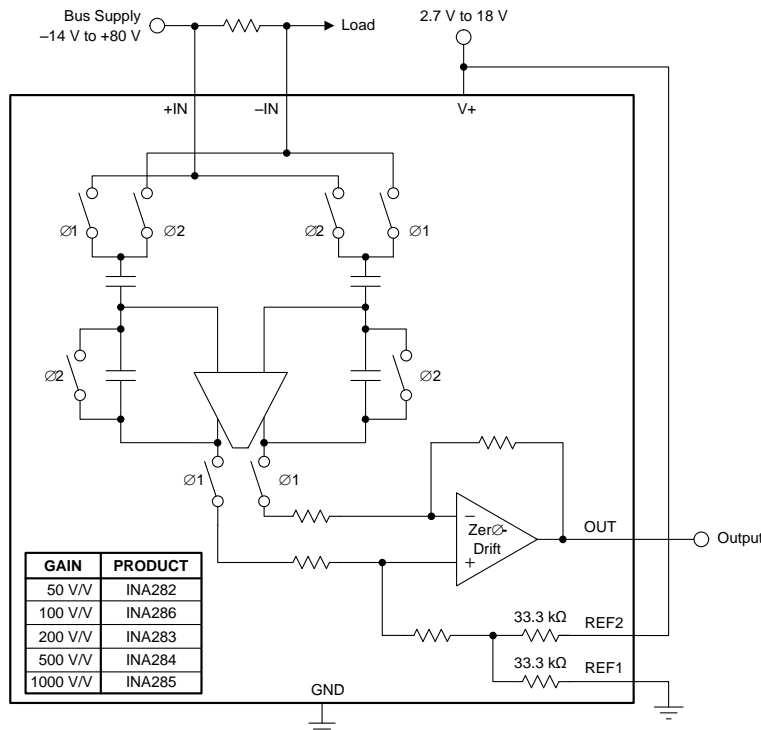 Bus Supply
–14 V to +80 V
Load
2.7 V to 18 V
+IN
–IN
V+
∅1
∅2
∅2
∅1
∅2
∅2
∅1
∅1
Zer∅-
Drift
−
+
OUT
Output
33.3 kΩ
REF2
33.3 kΩ
REF1
GND
GAIN PRODUCT
50 V/V INA282
100 V/V INA286
200 V/V INA283
500 V/V INA284
1000 V/V INA285